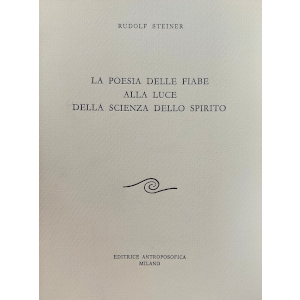 RUDOLF STEINER
LA POESIA DELLE FIABE
ALLA LUCE
DELLA SCIENZA DELLO SPIRITO
EDITRICE ANTROPOSOFICA
MILANO